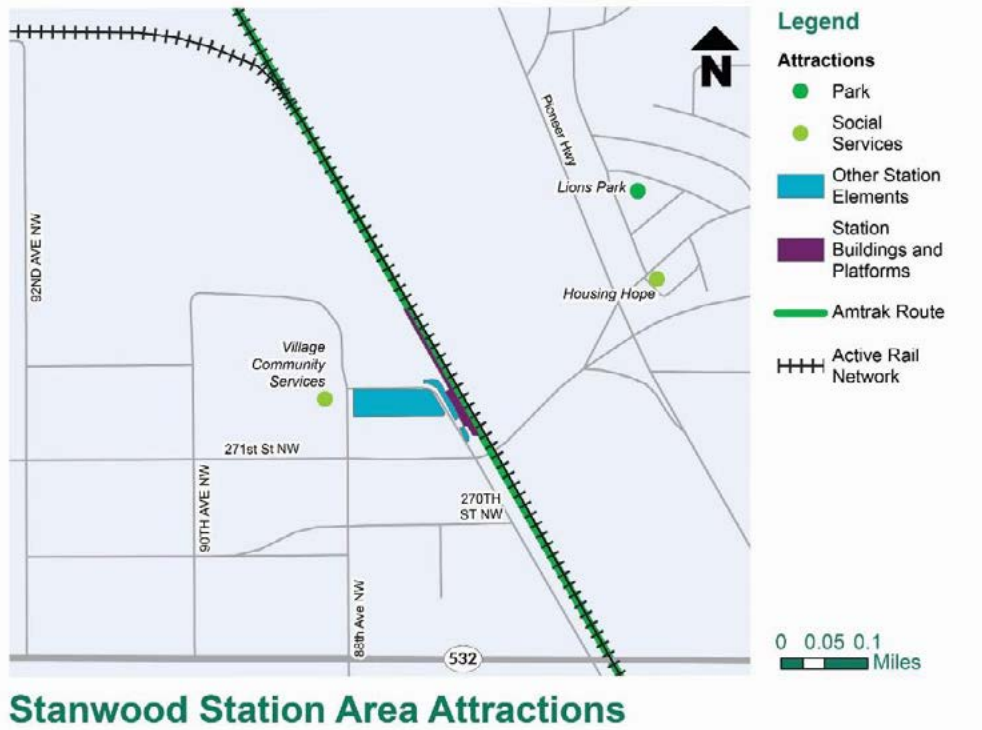 Legend
Attractions
Park
Social
Services
Other Station
Elements
Station
Buildings and
Platforms
Amtrak Route
Active Rail
Network
N
Pioneer Hwy
Lions Park
92ND AVE NW
Housing Hope
Village
Community
Services
271st St NW
90TH AVE NW
270TH
ST NW
88th Ave NW
532
0 0.05 0.1
Miles
Stanwood Station Area Attractions